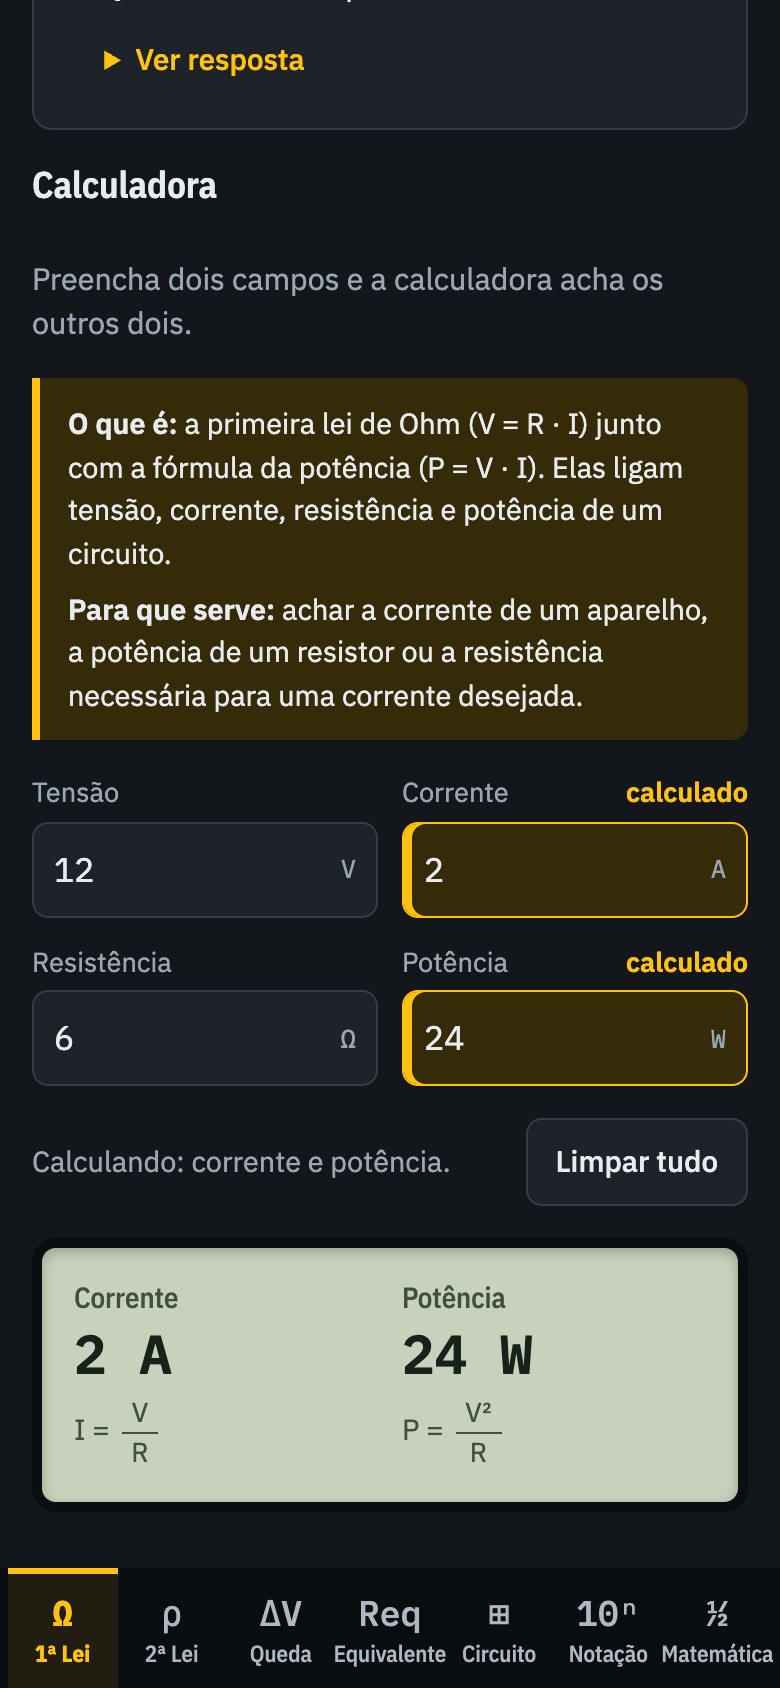 Ver resposta
Calculadora
Preencha dois campos e a calculadora acha os
outros dois.
O que é: a primeira lei de Ohm (V = R · I) junto
com a fórmula da potência (P = V · I). Elas ligam
tensão, corrente, resistência e potência de um
circuito.
Para que serve: achar a corrente de um aparelho,
a potência de um resistor ou a resistência
necessária para uma corrente desejada.
Tensão
12 V
Corrente calculado
2 A
Resistência
6 Ω
Potência calculado
24 W
Calculando: corrente e potência.
Limpar tudo
Corrente
2 A
I = V
R
Potência
24 W
P = V²
R
Ω
1ª Lei
ρ
2ª Lei
ΔV
Queda
Req
Equivalente
⊞
Circuito
10ⁿ
Notação
½
Matemática